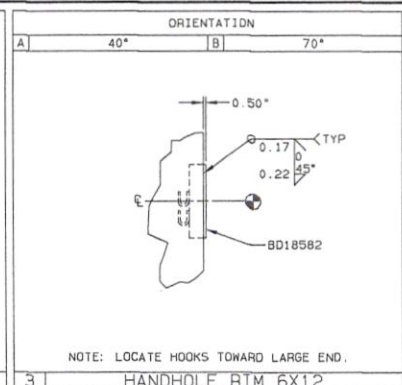 ORIENTATION
A 40° B 70°
0.50"
TYP
0.17
0
0.22 45°
℄
BD18582
NOTE: LOCATE HOOKS TOWARD LARGE END.
3 HANDHOLE RIM 6X12